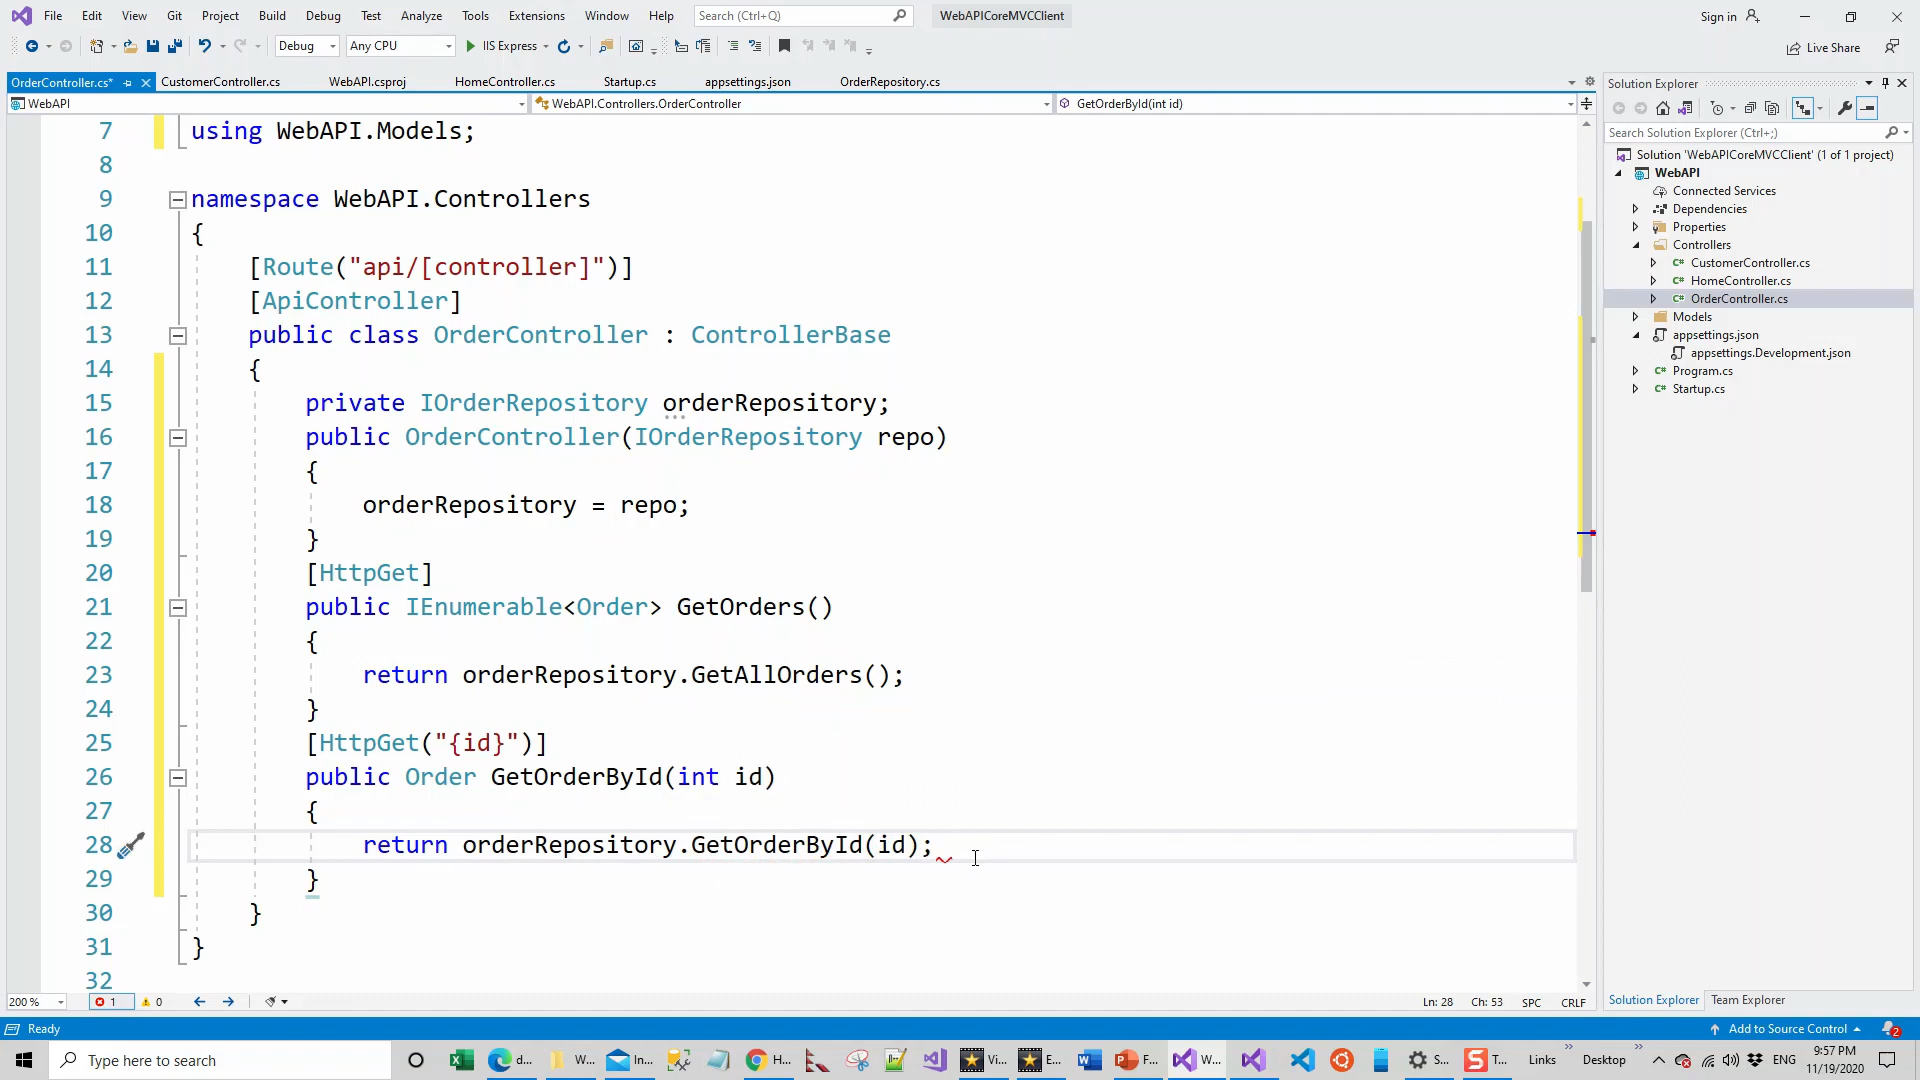 File Edit View Git Project Build Debug Test Analyze Tools Extensions Window Help Search (Ctrl+Q) WebAPICoreMVCClient Sign in
Debug Any CPU IIS Express Live Share
OrderController.cs* CustomerController.cs WebAPI.csproj HomeController.cs Startup.cs appsettings.json OrderRepository.cs
WebAPI WebAPI.Controllers.OrderController GetOrderById(int id)
7 using WebAPI.Models;
8
9 namespace WebAPI.Controllers
10 {
11 [Route("api/[controller]")]
12 [ApiController]
13 public class OrderController : ControllerBase
14 {
15 private IOrderRepository orderRepository;
16 public OrderController(IOrderRepository repo)
17 {
18 orderRepository = repo;
19 }
20 [HttpGet]
21 public IEnumerable<Order> GetOrders()
22 {
23 return orderRepository.GetAllOrders();
24 }
25 [HttpGet("{id}")]
26 public Order GetOrderById(int id)
27 {
28 return orderRepository.GetOrderById(id);
29 }
30 }
31 }
32
200 % 1 0 Ln: 28 Ch: 53 SPC CRLF
Solution Explorer
Search Solution Explorer (Ctrl+;)
Solution 'WebAPICoreMVCClient' (1 of 1 project)
WebAPI
Connected Services
Dependencies
Properties
Controllers
C# CustomerController.cs
C# HomeController.cs
C# OrderController.cs
Models
appsettings.json
appsettings.Development.json
C# Program.cs
C# Startup.cs
Solution Explorer Team Explorer
Ready Add to Source Control 2
Type here to search d... W... In... H... Vi... E... F... W... S... T... Links Desktop ENG 9:57 PM
11/19/2020